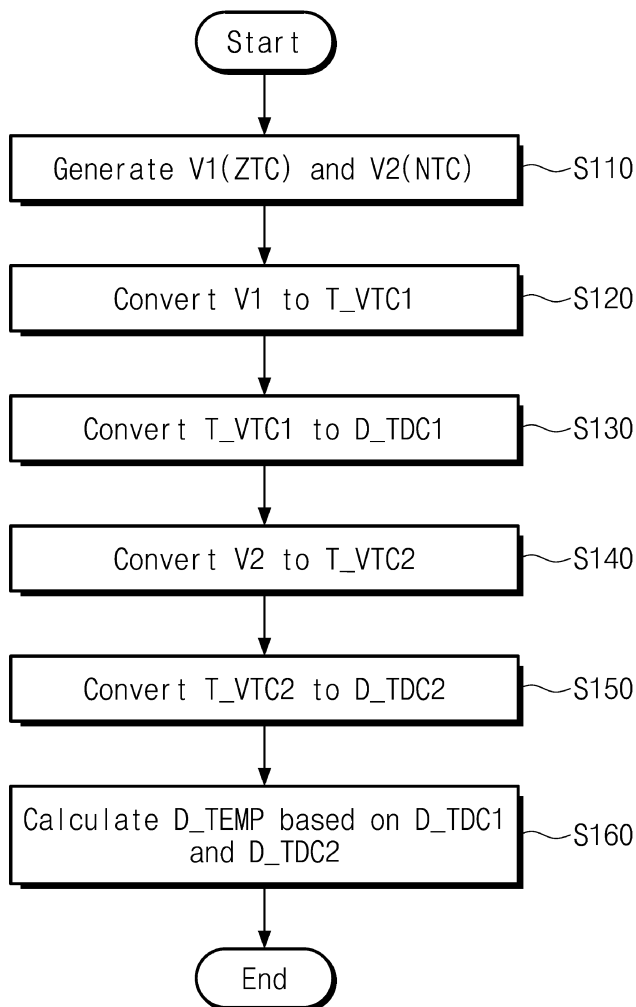 Start
Generate V1(ZTC) and V2(NTC)
S110
Convert V1 to T_VTC1
S120
Convert T_VTC1 to D_TDC1
S130
Convert V2 to T_VTC2
S140
Convert T_VTC2 to D_TDC2
S150
Calculate D_TEMP based on D_TDC1
and D_TDC2
S160
End